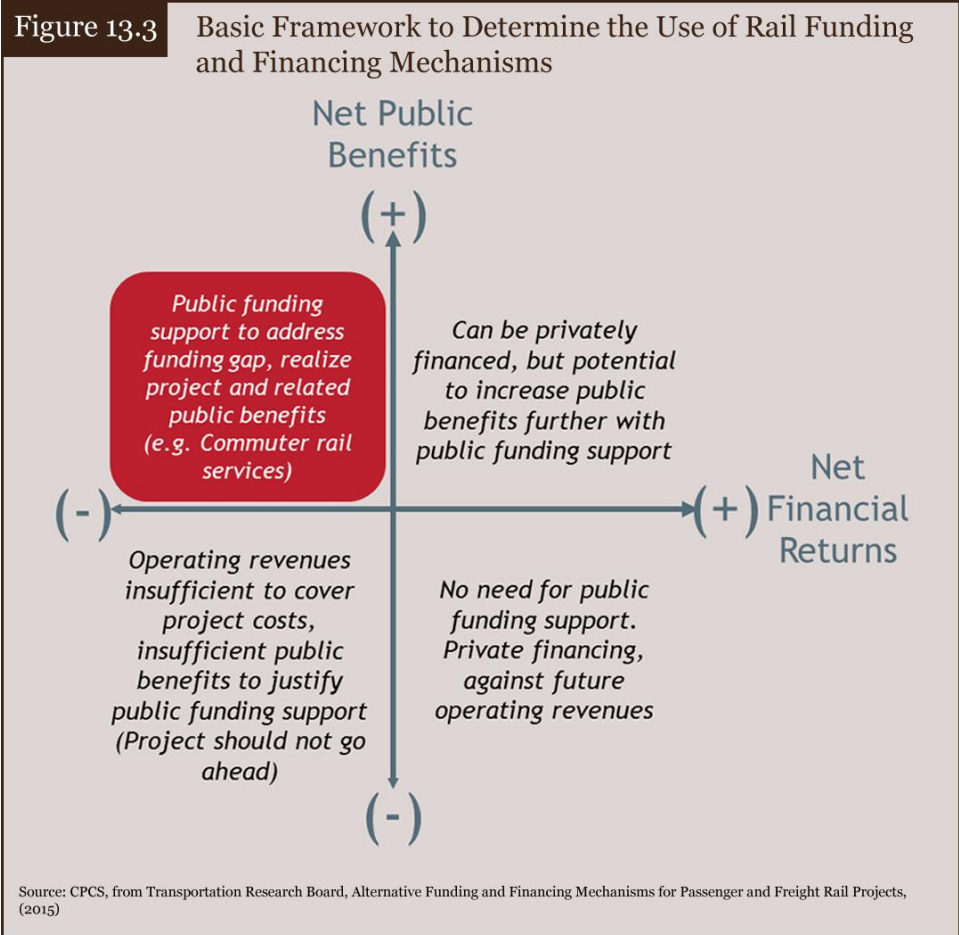 Figure 13.3
Basic Framework to Determine the Use of Rail Funding
and Financing Mechanisms
Net Public
Benefits
(+)
Public funding
support to address
funding gap, realize
project and related
public benefits
(e.g. Commuter rail
services)
Can be privately
financed, but potential
to increase public
benefits further with
public funding support
(-)
(+)
Net
Financial
Returns
Operating revenues
insufficient to cover
project costs,
insufficient public
benefits to justify
public funding support
(Project should not go
ahead)
No need for public
funding support.
Private financing,
against future
operating revenues
(-)
Source: CPCS, from Transportation Research Board, Alternative Funding and Financing Mechanisms for Passenger and Freight Rail Projects,
(2015)